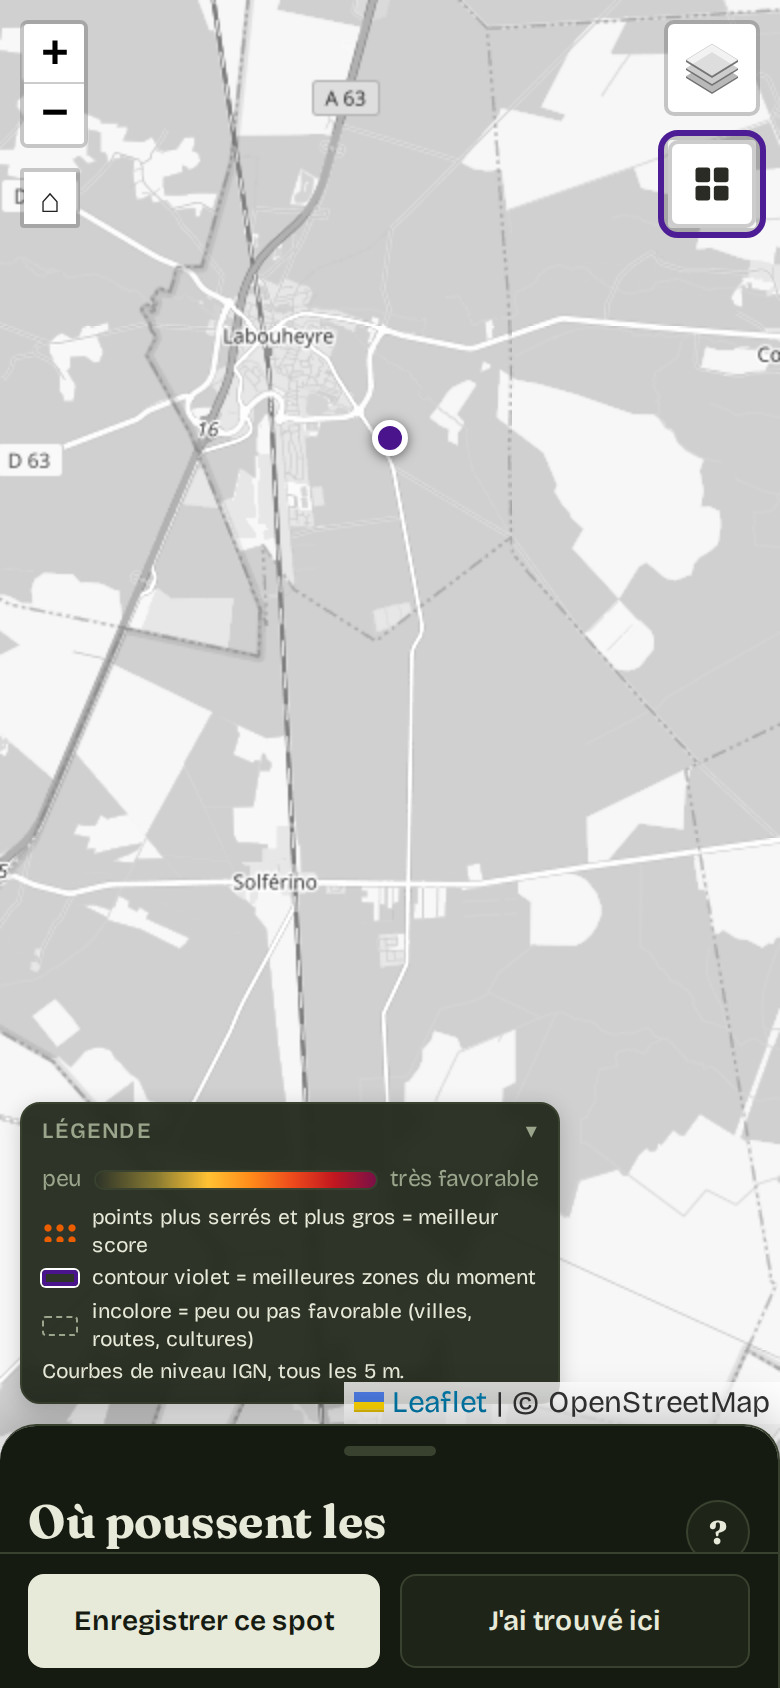 +
A 63
−
D
Labouheyre
Co
16
D 63
5
Solférino
LÉGENDE
peu très favorable
points plus serrés et plus gros = meilleur
score
contour violet = meilleures zones du moment
incolore = peu ou pas favorable (villes,
routes, cultures)
Courbes de niveau IGN, tous les 5 m.
Leaflet | © OpenStreetMap
Où poussent les
?
Enregistrer ce spot
J'ai trouvé ici